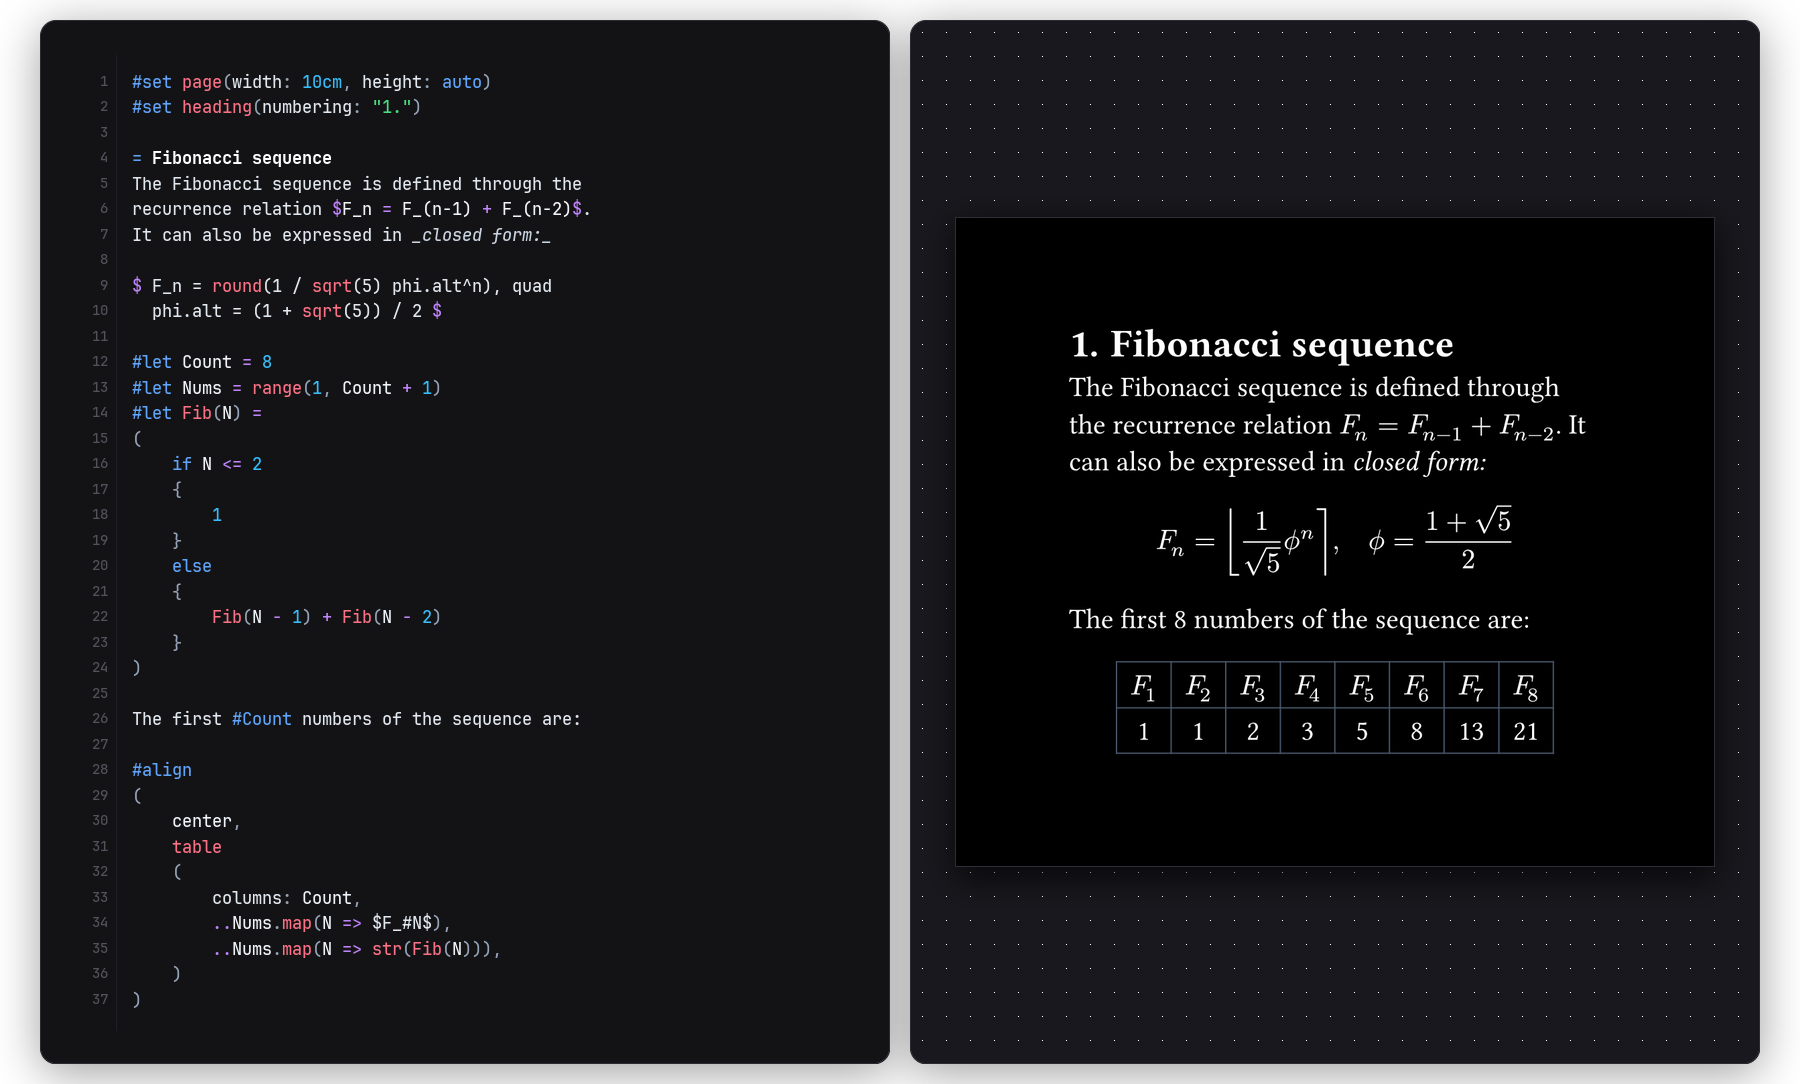 1 #set page(width: 10cm, height: auto)
2 #set heading(numbering: "1.")
3
4 = Fibonacci sequence
5 The Fibonacci sequence is defined through the
6 recurrence relation $F_n = F_(n-1) + F_(n-2)$.
7 It can also be expressed in _closed form:_
8
9 $ F_n = round(1 / sqrt(5) phi.alt^n), quad
10   phi.alt = (1 + sqrt(5)) / 2 $
11
12 #let Count = 8
13 #let Nums = range(1, Count + 1)
14 #let Fib(N) =
15 (
16     if N <= 2
17     {
18         1
19     }
20     else
21     {
22         Fib(N - 1) + Fib(N - 2)
23     }
24 )
25
26 The first #Count numbers of the sequence are:
27
28 #align
29 (
30     center,
31     table
32     (
33         columns: Count,
34         ..Nums.map(N => $F_#N$),
35         ..Nums.map(N => str(Fib(N))),
36     )
37 )
1. Fibonacci sequence
The Fibonacci sequence is defined through
the recurrence relation Fₙ = Fₙ₋₁ + Fₙ₋₂. It
can also be expressed in closed form:
Fₙ = ⌊1/√5 ϕⁿ⌉, ϕ = (1 + √5)/2
The first 8 numbers of the sequence are:
F₁ F₂ F₃ F₄ F₅ F₆ F₇ F₈
1 1 2 3 5 8 13 21